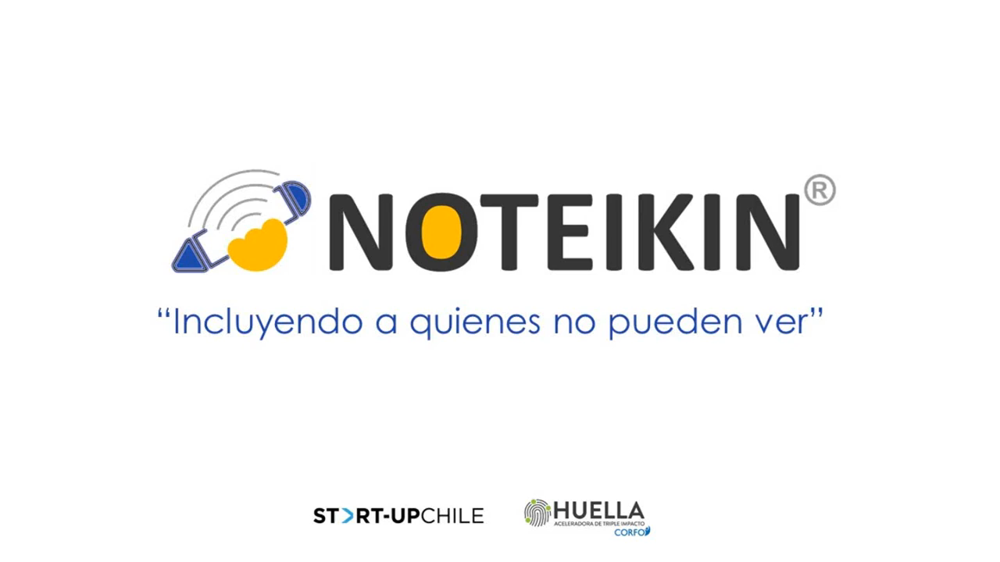 NOTEIKIN®
“Incluyendo a quienes no pueden ver”
START-UPCHILE
HUELLA
ACELERADORA DE TRIPLE IMPACTO
CORFO